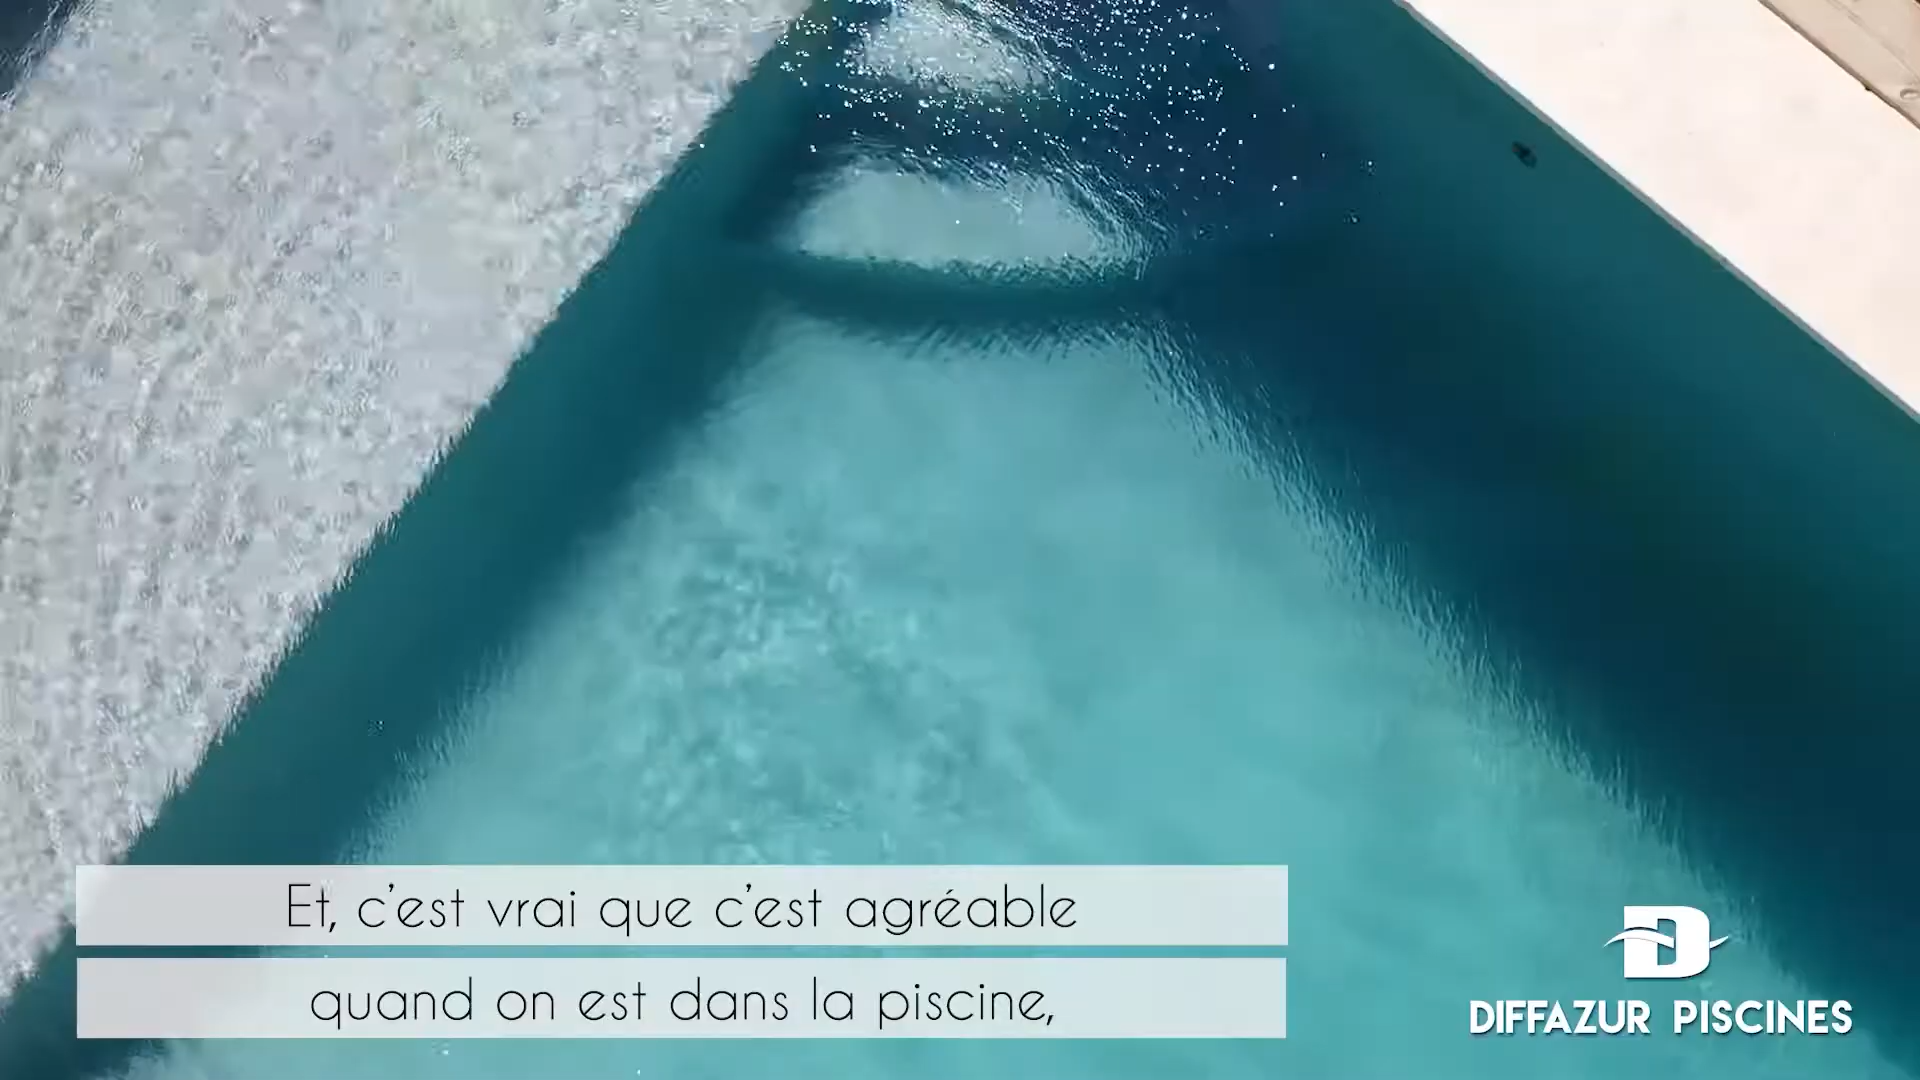 Et, c'est vrai que c'est agréable
quand on est dans la piscine,
D
DIFFAZUR PISCINES